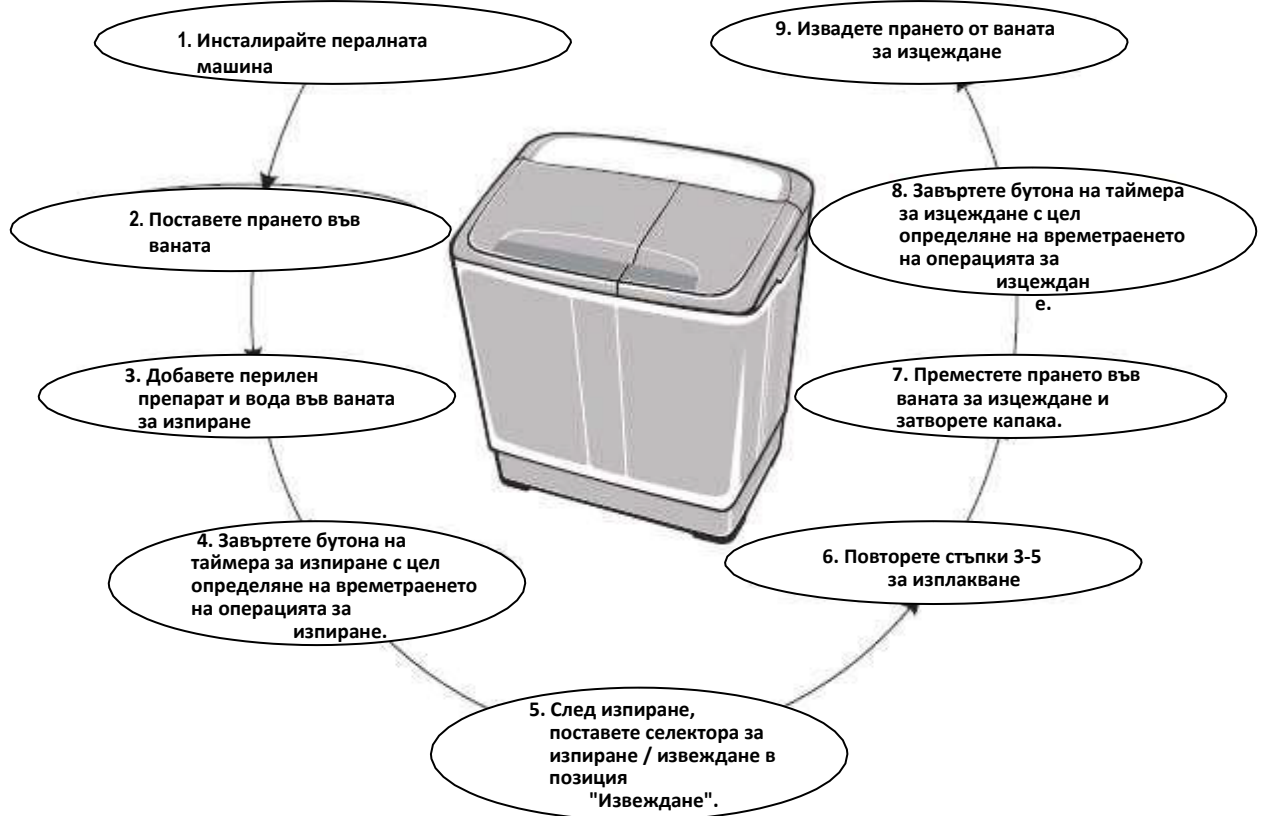 1. Инсталирайте пералната
машина
2. Поставете прането във
ваната
3. Добавете перилен
препарат и вода във ваната
за изпиране
4. Завъртете бутона на
таймера за изпиране с цел
определяне на времетраенето
на операцията за
изпиране.
5. След изпиране,
поставете селектора за
изпиране / извеждане в
позиция
"Извеждане".
6. Повторете стъпки 3-5
за изплакване
7. Преместете прането във
ваната за изцеждане и
затворете капака.
8. Завъртете бутона на таймера
за изцеждане с цел
определяне на времетраенето
на операцията за
изцеждан
е.
9. Извадете прането от ваната
за изцеждане